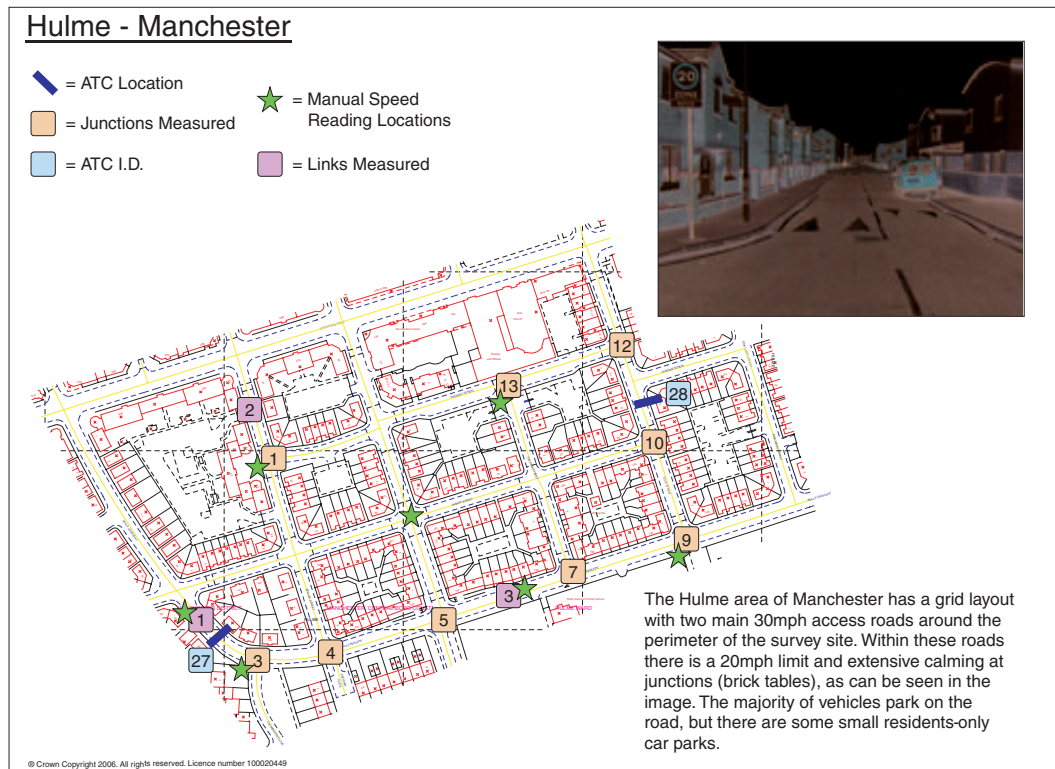 Hulme - Manchester
= ATC Location
= Junctions Measured
= ATC I.D.
= Manual Speed
Reading Locations
= Links Measured
20
12
13
28
2
10
1
9
7
3
1
5
4
27
3
The Hulme area of Manchester has a grid layout
with two main 30mph access roads around the
perimeter of the survey site. Within these roads
there is a 20mph limit and extensive calming at
junctions (brick tables), as can be seen in the
image. The majority of vehicles park on the
road, but there are some small residents-only
car parks.
© Crown Copyright 2006. All rights reserved. Licence number 100020449